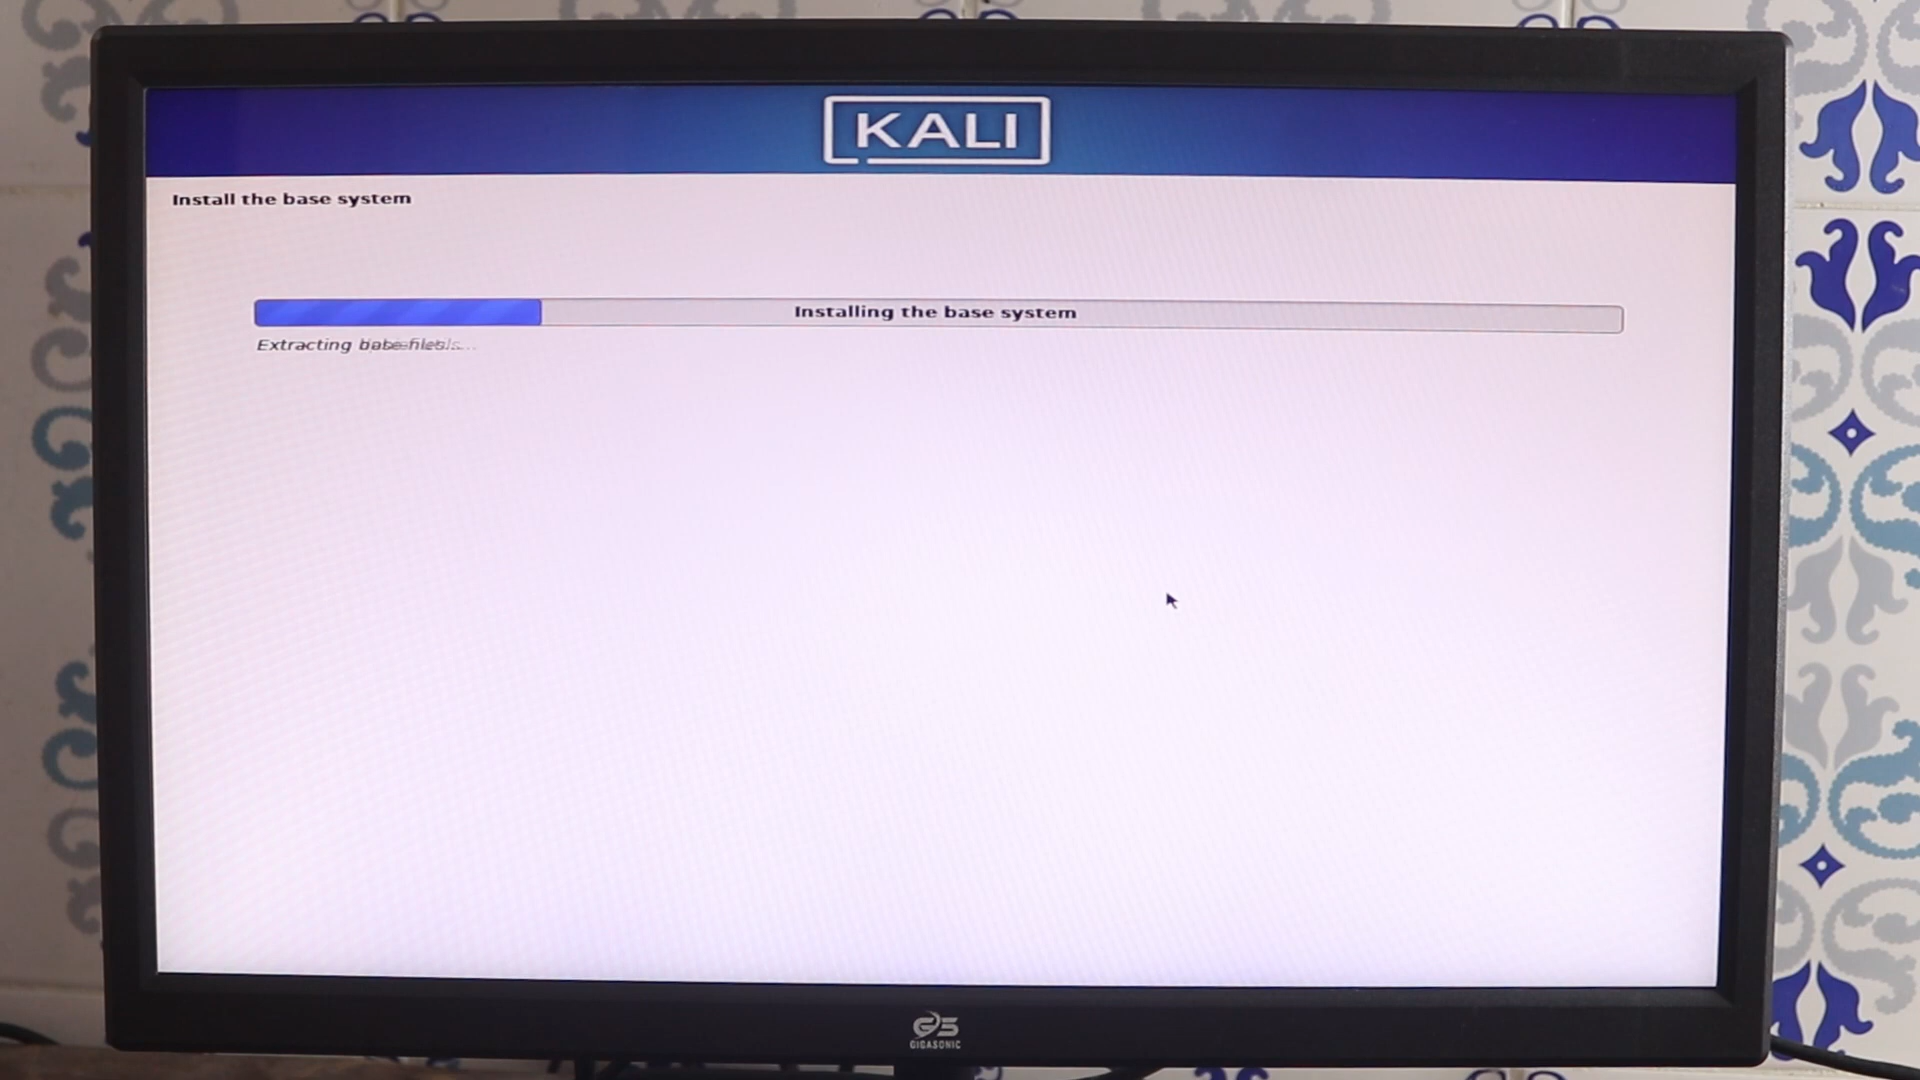 KALI
Install the base system
Installing the base system
Extracting
GIGASONIC